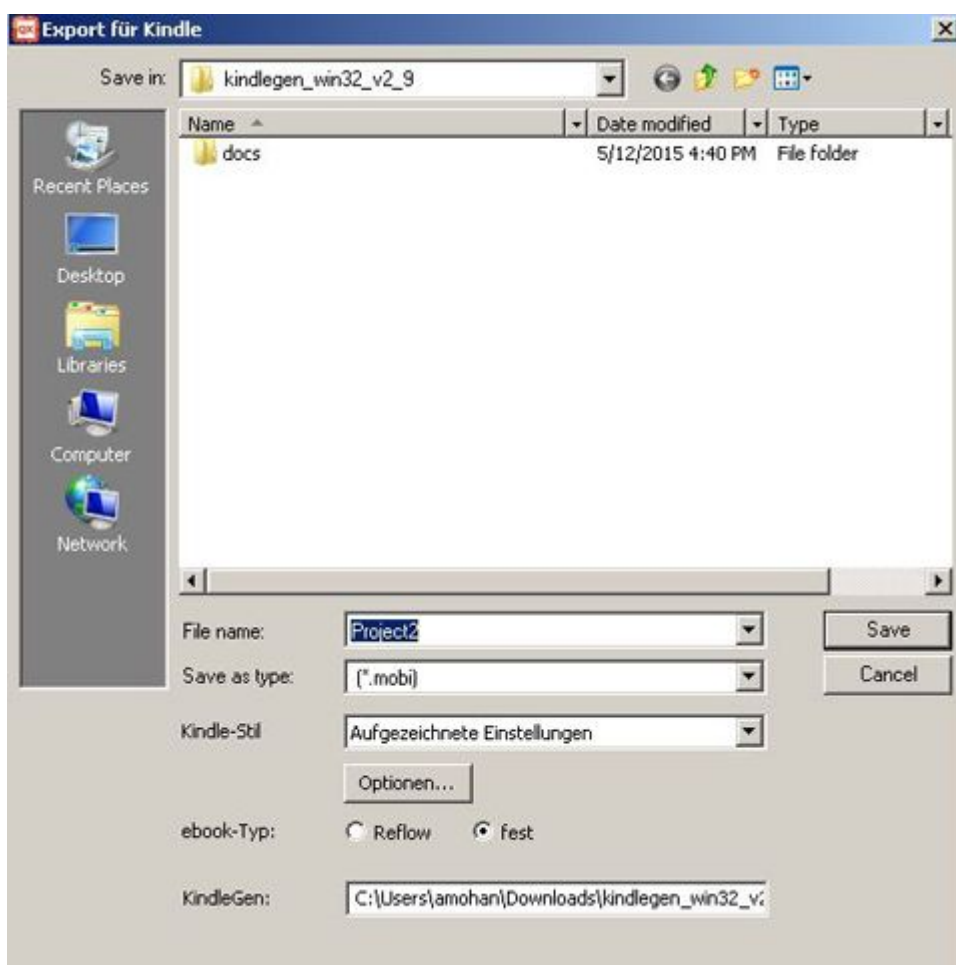 Export für Kindle
Save in: kindlegen_win32_v2_9
Name Date modified Type
docs 5/12/2015 4:40 PM File folder
Recent Places
Desktop
Libraries
Computer
Network
File name: Project2 Save
Save as type: (*.mobi) Cancel
Kindle-Stil Aufgezeichnete Einstellungen
Optionen...
ebook-Typ: Reflow fest
KindleGen: C:\Users\amohan\Downloads\kindlegen_win32_v2